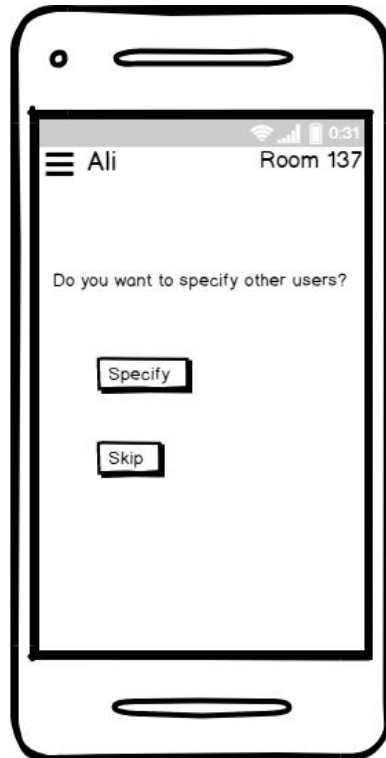 0:31
Ali Room 137
Do you want to specify other users?
Specify
Skip